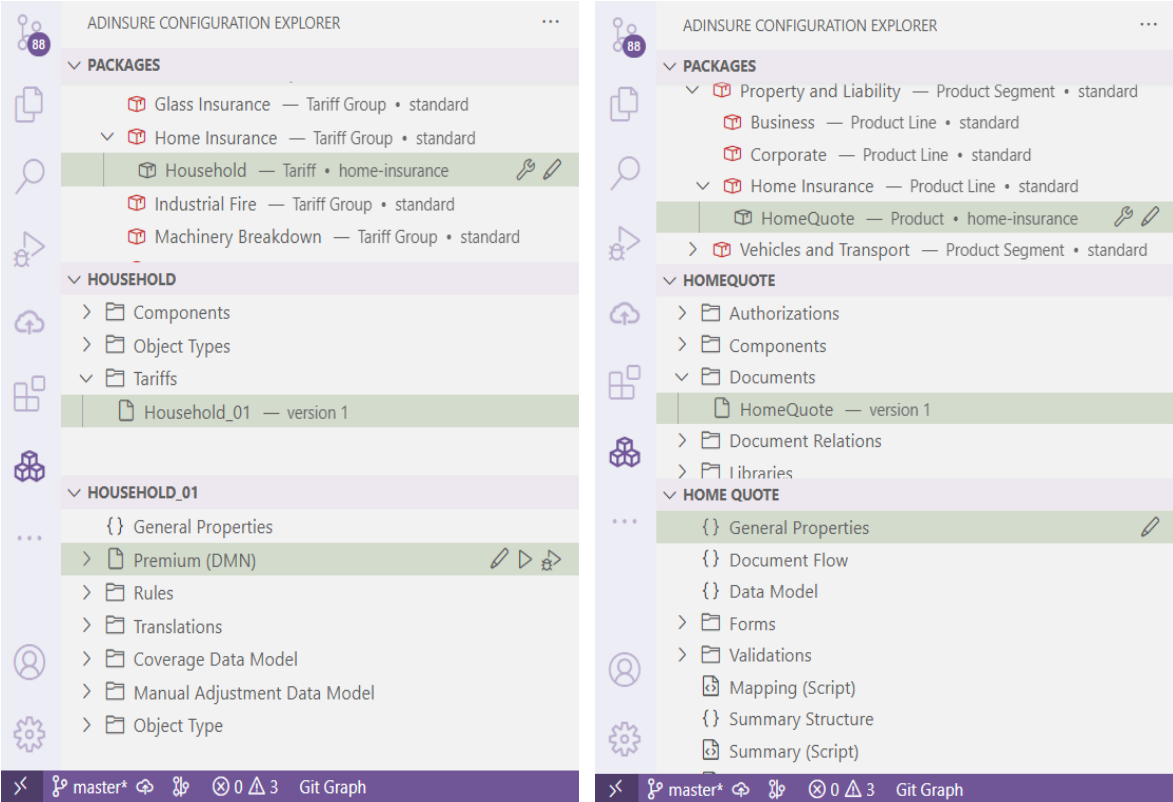 ADINSURE CONFIGURATION EXPLORER ...
88
PACKAGES
Glass Insurance — Tariff Group • standard
Home Insurance — Tariff Group • standard
Household — Tariff • home-insurance
Industrial Fire — Tariff Group • standard
Machinery Breakdown — Tariff Group • standard
HOUSEHOLD
Components
Object Types
Tariffs
Household_01 — version 1
HOUSEHOLD_01
{} General Properties
Premium (DMN)
Rules
Translations
Coverage Data Model
Manual Adjustment Data Model
Object Type
master* 0 3 Git Graph
ADINSURE CONFIGURATION EXPLORER ...
88
PACKAGES
Property and Liability — Product Segment • standard
Business — Product Line • standard
Corporate — Product Line • standard
Home Insurance — Product Line • standard
HomeQuote — Product • home-insurance
Vehicles and Transport — Product Segment • standard
HOMEQUOTE
Authorizations
Components
Documents
HomeQuote — version 1
Document Relations
Libraries
HOME QUOTE
{} General Properties
{} Document Flow
{} Data Model
Forms
Validations
Mapping (Script)
{} Summary Structure
Summary (Script)
master* 0 3 Git Graph